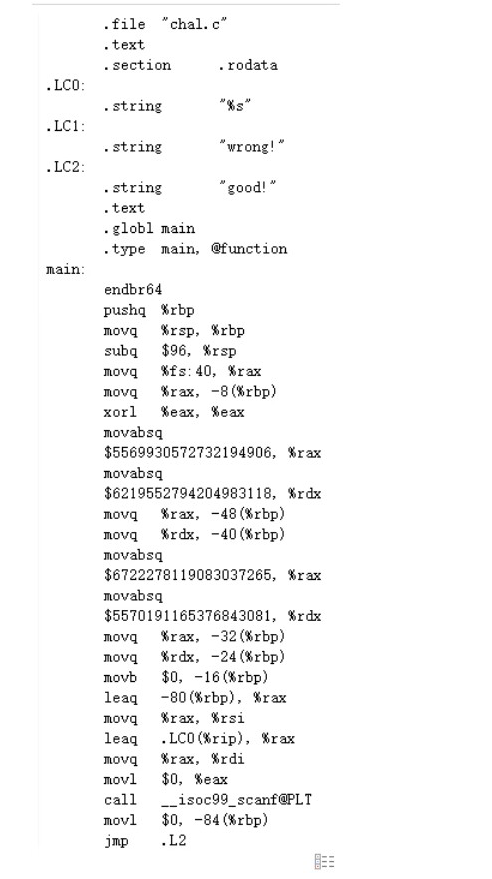 .file "chal.c"
.text
.section .rodata
.LC0:
.string "%s"
.LC1:
.string "wrong!"
.LC2:
.string "good!"
.text
.globl main
.type main, @function
main:
endbr64
pushq %rbp
movq %rsp, %rbp
subq $96, %rsp
movq %fs:40, %rax
movq %rax, -8(%rbp)
xorl %eax, %eax
movabsq
$5569930572732194906, %rax
movabsq
$6219552794204983118, %rdx
movq %rax, -48(%rbp)
movq %rdx, -40(%rbp)
movabsq
$6722278119083037265, %rax
movabsq
$5570191165376843081, %rdx
movq %rax, -32(%rbp)
movq %rdx, -24(%rbp)
movb $0, -16(%rbp)
leaq -80(%rbp), %rax
movq %rax, %rsi
leaq .LC0(%rip), %rax
movq %rax, %rdi
movl $0, %eax
call __isoc99_scanf@PLT
movl $0, -84(%rbp)
jmp .L2